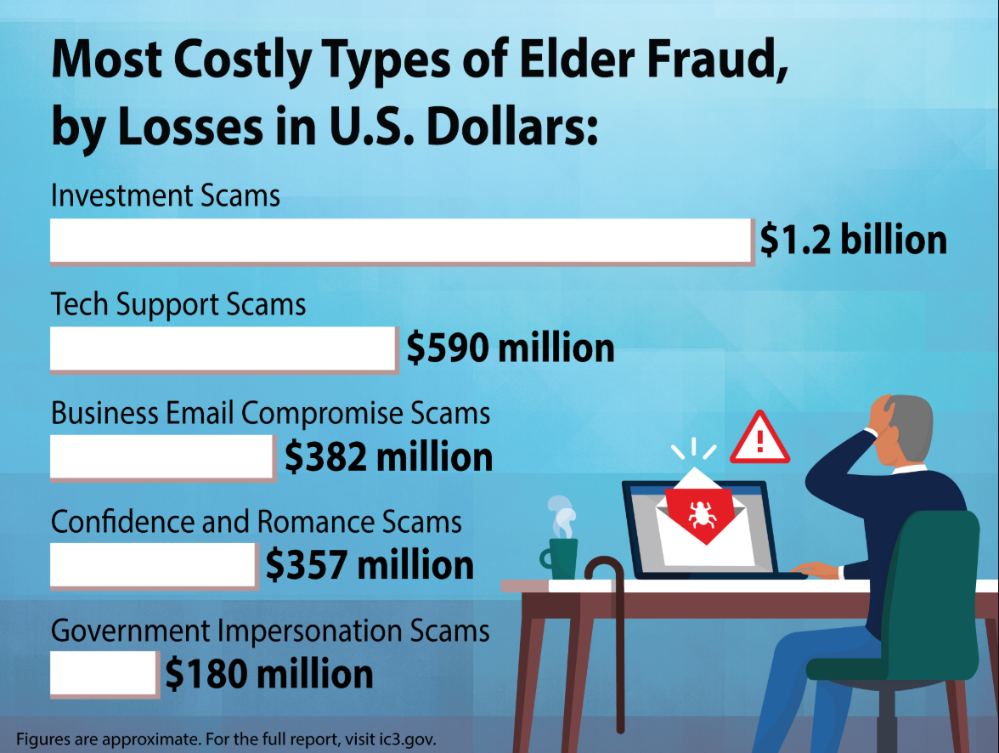 Most Costly Types of Elder Fraud,
by Losses in U.S. Dollars:
Investment Scams
$1.2 billion
Tech Support Scams
$590 million
Business Email Compromise Scams
$382 million
Confidence and Romance Scams
$357 million
Government Impersonation Scams
$180 million
Figures are approximate. For the full report, visit ic3.gov.